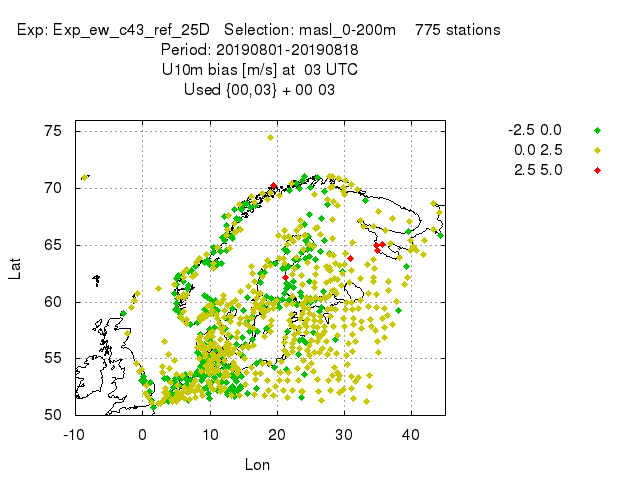 Exp: Exp_ew_c43_ref_25D   Selection: masl_0-200m    775 stations
Period: 20190801-20190818
U10m bias [m/s] at  03 UTC
Used {00,03} + 00 03
-2.5 0.0
0.0 2.5
2.5 5.0
75
70
65
60
55
50
Lat
-10 0 10 20 30 40
Lon